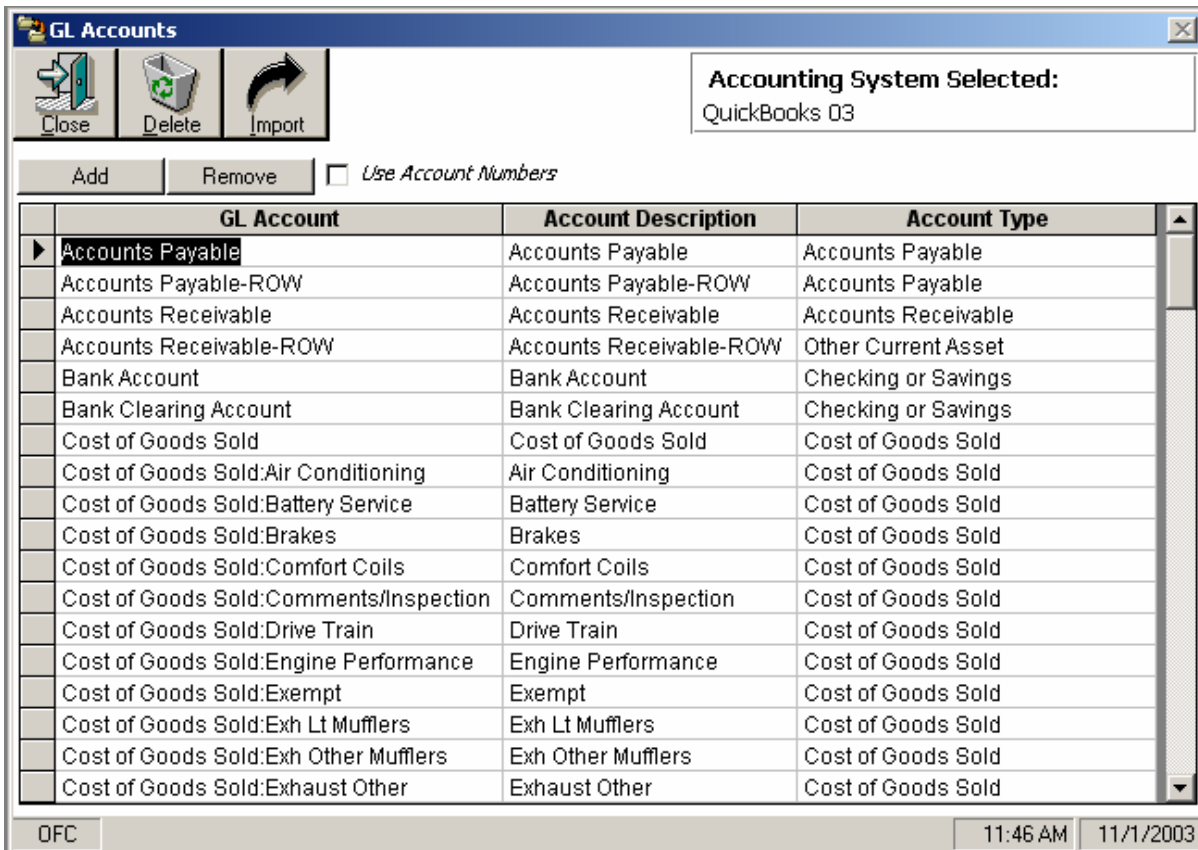 GL Accounts
Close Delete Import
Accounting System Selected:
QuickBooks 03
Add Remove Use Account Numbers
GL Account Account Description Account Type
Accounts Payable Accounts Payable Accounts Payable
Accounts Payable-ROW Accounts Payable-ROW Accounts Payable
Accounts Receivable Accounts Receivable Accounts Receivable
Accounts Receivable-ROW Accounts Receivable-ROW Other Current Asset
Bank Account Bank Account Checking or Savings
Bank Clearing Account Bank Clearing Account Checking or Savings
Cost of Goods Sold Cost of Goods Sold Cost of Goods Sold
Cost of Goods Sold:Air Conditioning Air Conditioning Cost of Goods Sold
Cost of Goods Sold:Battery Service Battery Service Cost of Goods Sold
Cost of Goods Sold:Brakes Brakes Cost of Goods Sold
Cost of Goods Sold:Comfort Coils Comfort Coils Cost of Goods Sold
Cost of Goods Sold:Comments/Inspection Comments/Inspection Cost of Goods Sold
Cost of Goods Sold:Drive Train Drive Train Cost of Goods Sold
Cost of Goods Sold:Engine Performance Engine Performance Cost of Goods Sold
Cost of Goods Sold:Exempt Exempt Cost of Goods Sold
Cost of Goods Sold:Exh Lt Mufflers Exh Lt Mufflers Cost of Goods Sold
Cost of Goods Sold:Exh Other Mufflers Exh Other Mufflers Cost of Goods Sold
Cost of Goods Sold:Exhaust Other Exhaust Other Cost of Goods Sold
OFC 11:46 AM 11/1/2003